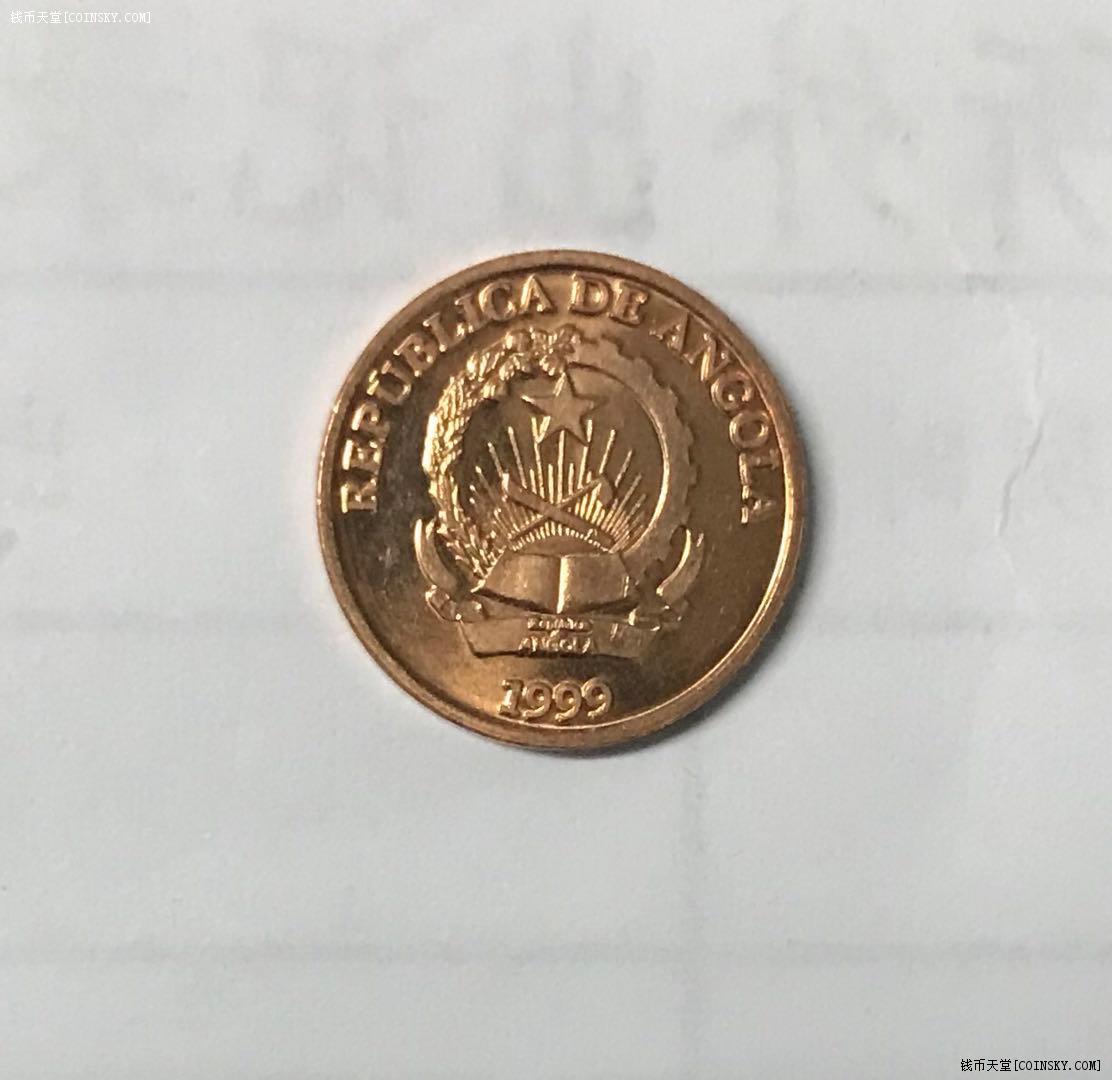 钱币天堂[COINSKY.COM]
REPUBLICA DE ANGOLA
ANGOLA
1999
钱币天堂[COINSKY.COM]